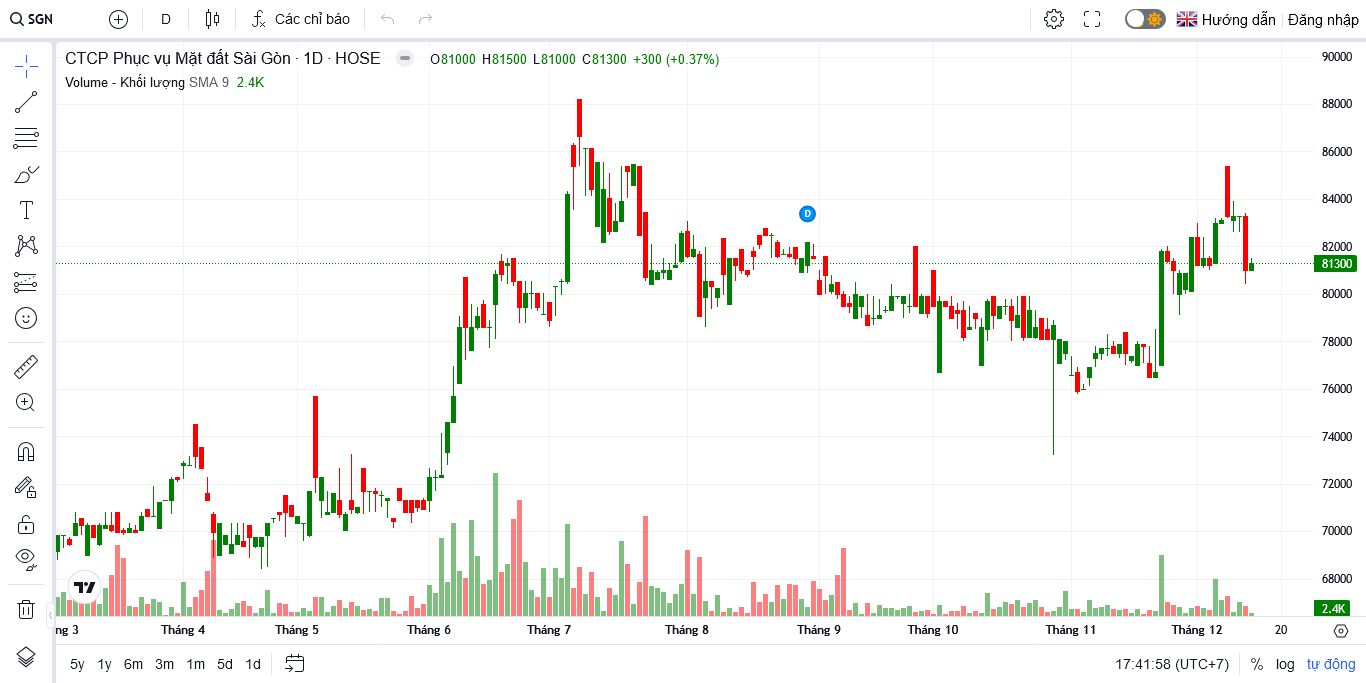 SGN D Các chỉ báo Hướng dẫn Đăng nhập
CTCP Phục vụ Mặt đất Sài Gòn · 1D · HOSE O81000 H81500 L81000 C81300 +300 (+0.37%)
Volume - Khối lượng SMA 9 2.4K
90000
88000
86000
84000
D
82000
81300
80000
78000
76000
74000
72000
70000
68000
2.4K
ng 3 Tháng 4 Tháng 5 Tháng 6 Tháng 7 Tháng 8 Tháng 9 Tháng 10 Tháng 11 Tháng 12 20
5y 1y 6m 3m 1m 5d 1d 17:41:58 (UTC+7) % log tự động